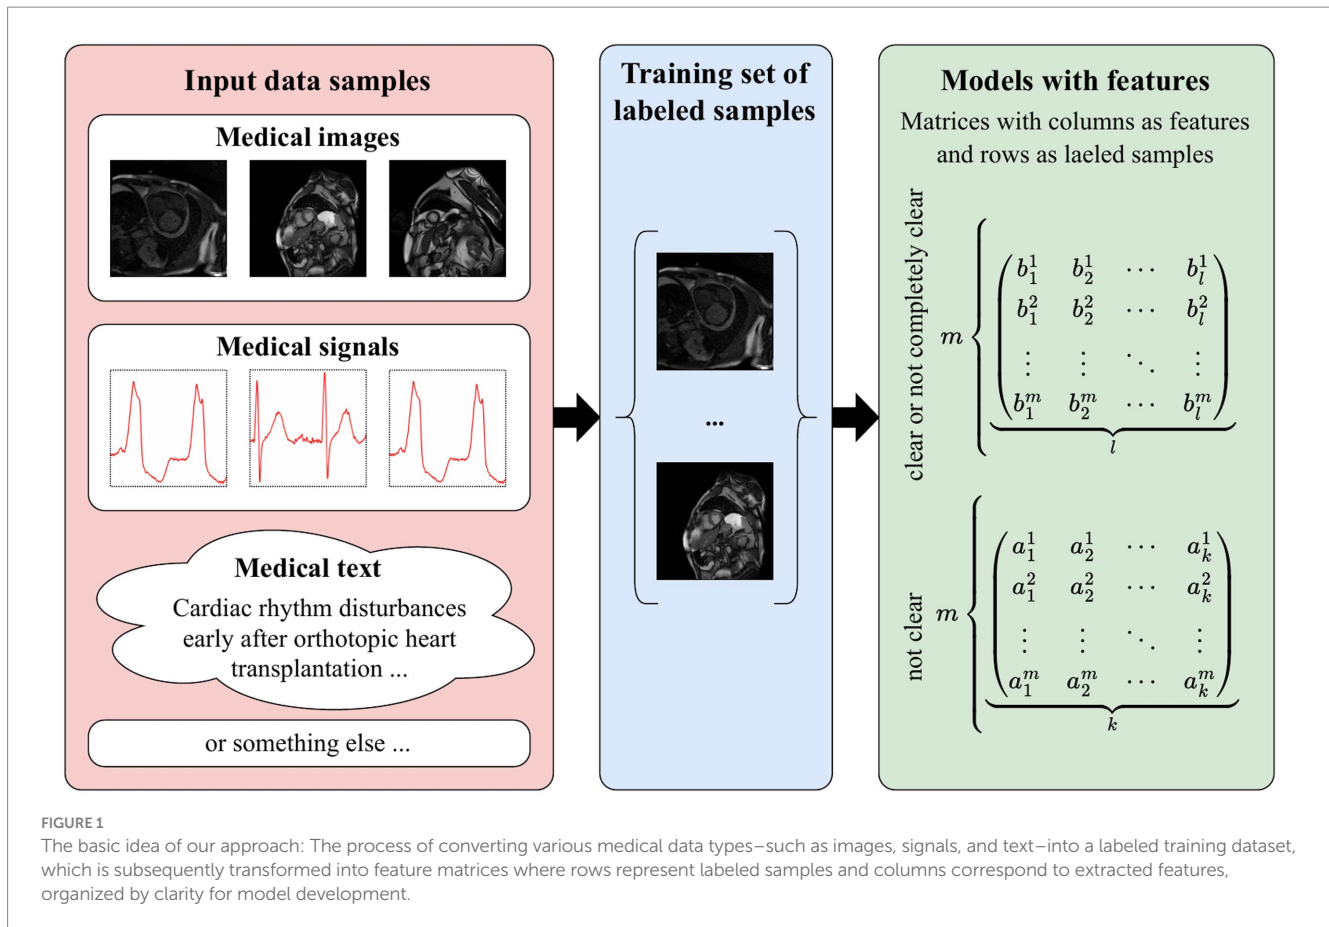 Input data samples
Medical images
Medical signals
Medical text
Cardiac rhythm disturbances
early after orthotopic heart
transplantation ...
or something else ...
Training set of
labeled samples
...
Models with features
Matrices with columns as features
and rows as laeled samples
clear or not completely clear
m
b₁¹ b₂¹ ⋯ bₗ¹
b₁² b₂² ⋯ bₗ²
⋮ ⋮ ⋱ ⋮
b₁ᵐ b₂ᵐ ⋯ bₗᵐ
l
not clear
m
a₁¹ a₂¹ ⋯ aₖ¹
a₁² a₂² ⋯ aₖ²
⋮ ⋮ ⋱ ⋮
a₁ᵐ a₂ᵐ ⋯ aₖᵐ
k
FIGURE 1
The basic idea of our approach: The process of converting various medical data types–such as images, signals, and text–into a labeled training dataset,
which is subsequently transformed into feature matrices where rows represent labeled samples and columns correspond to extracted features,
organized by clarity for model development.